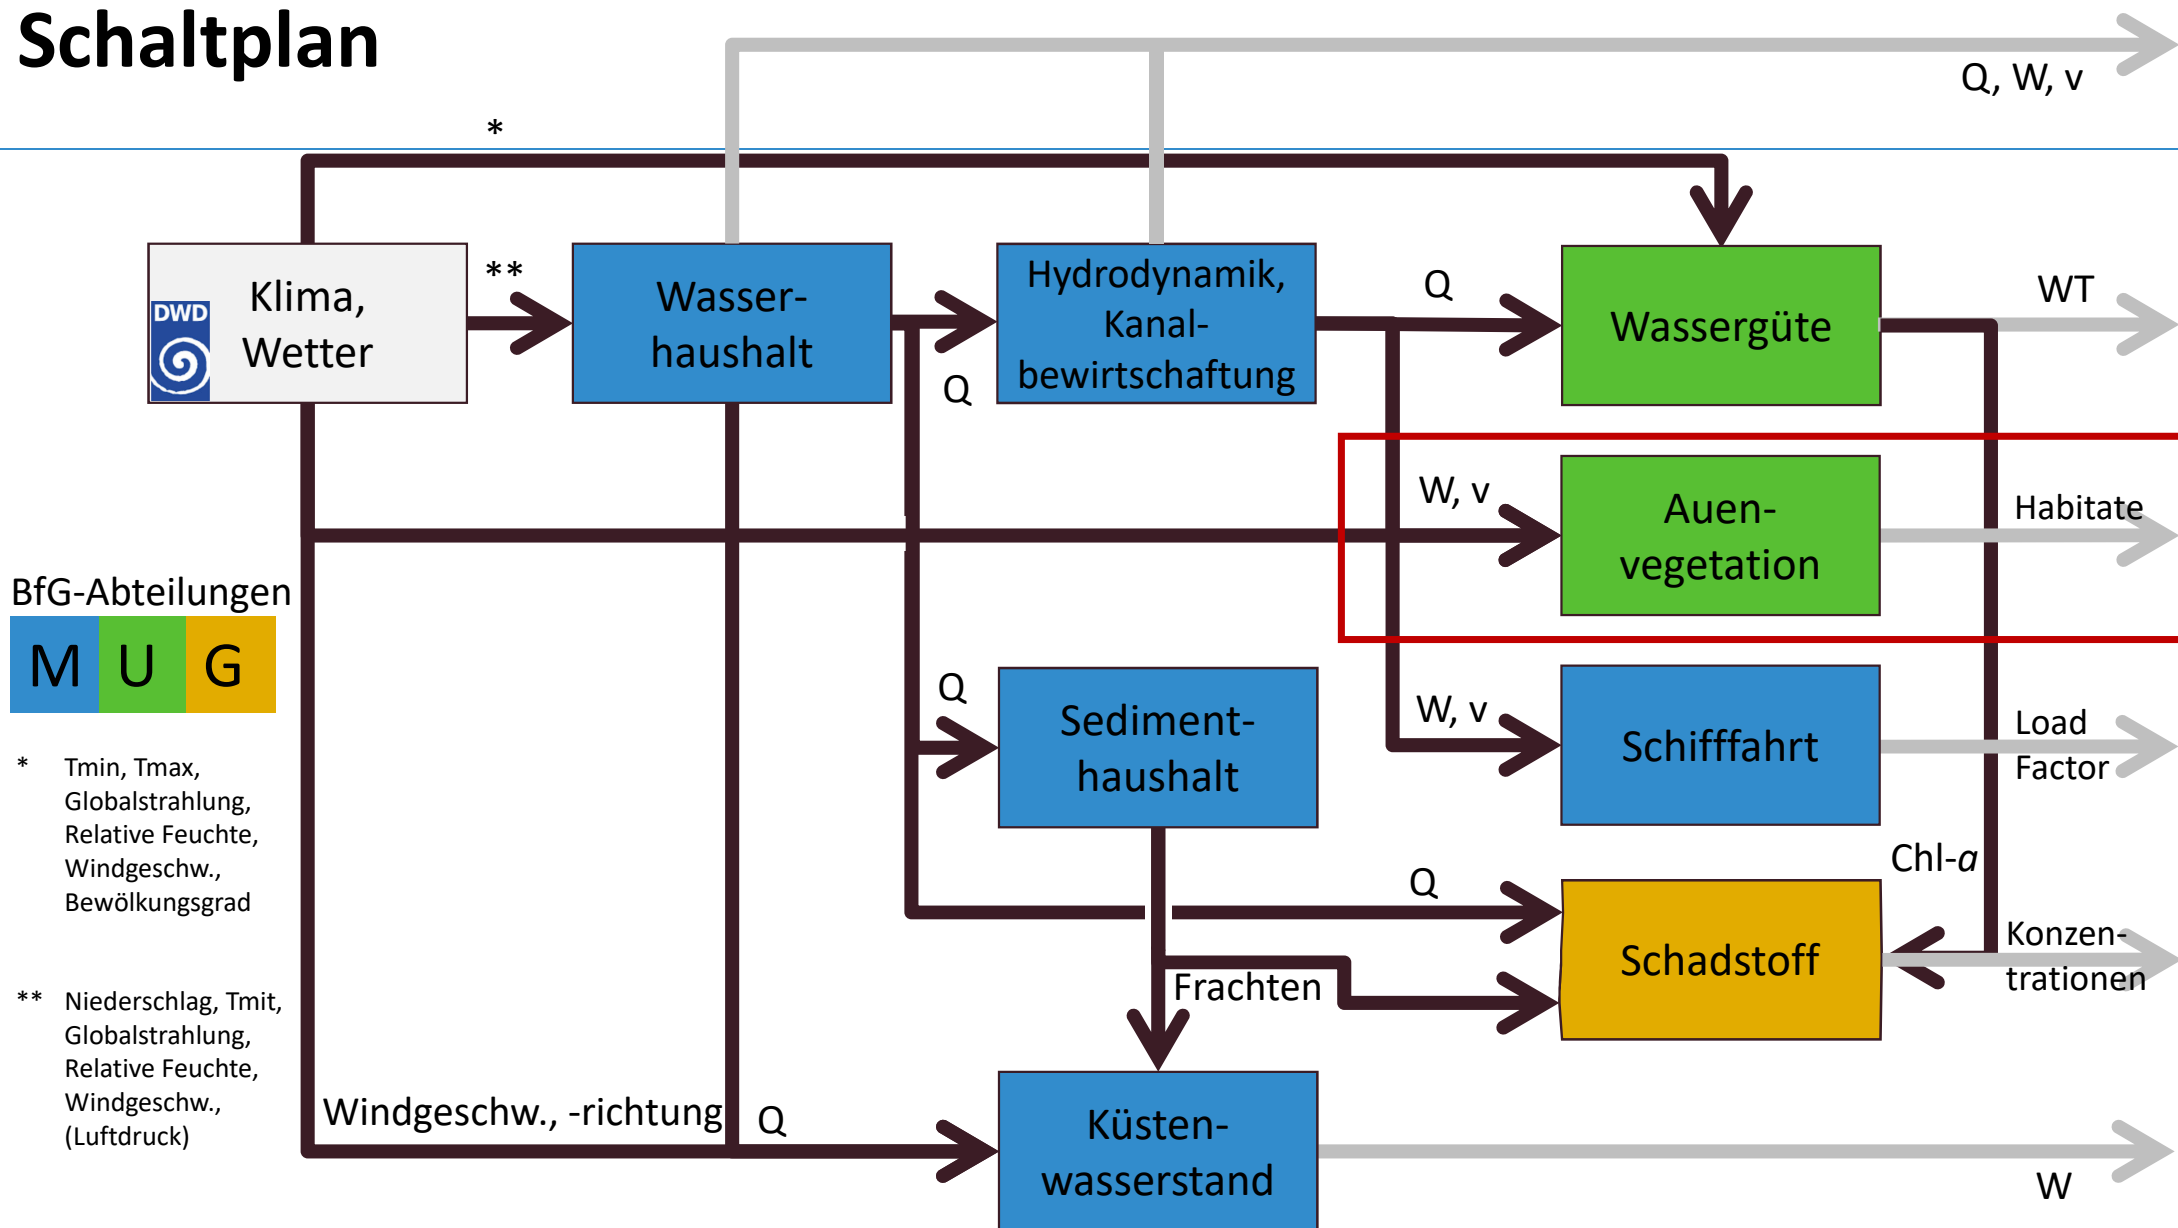 Schaltplan
Q, W, v
*
Klima,
Wetter
DWD
**
Wasser-
haushalt
Q
Hydrodynamik,
Kanal-
bewirtschaftung
Q
Wassergüte
WT
W, v
Auen-
vegetation
Habitate
BfG-Abteilungen
M U G
Q
Sediment-
haushalt
W, v
Schifffahrt
Load
Factor
* Tmin, Tmax,
Globalstrahlung,
Relative Feuchte,
Windgeschw.,
Bewölkungsgrad
Chl-a
Q
Schadstoff
Konzen-
trationen
Frachten
** Niederschlag, Tmit,
Globalstrahlung,
Relative Feuchte,
Windgeschw.,
(Luftdruck)
Windgeschw., -richtung
Q
Küsten-
wasserstand
W